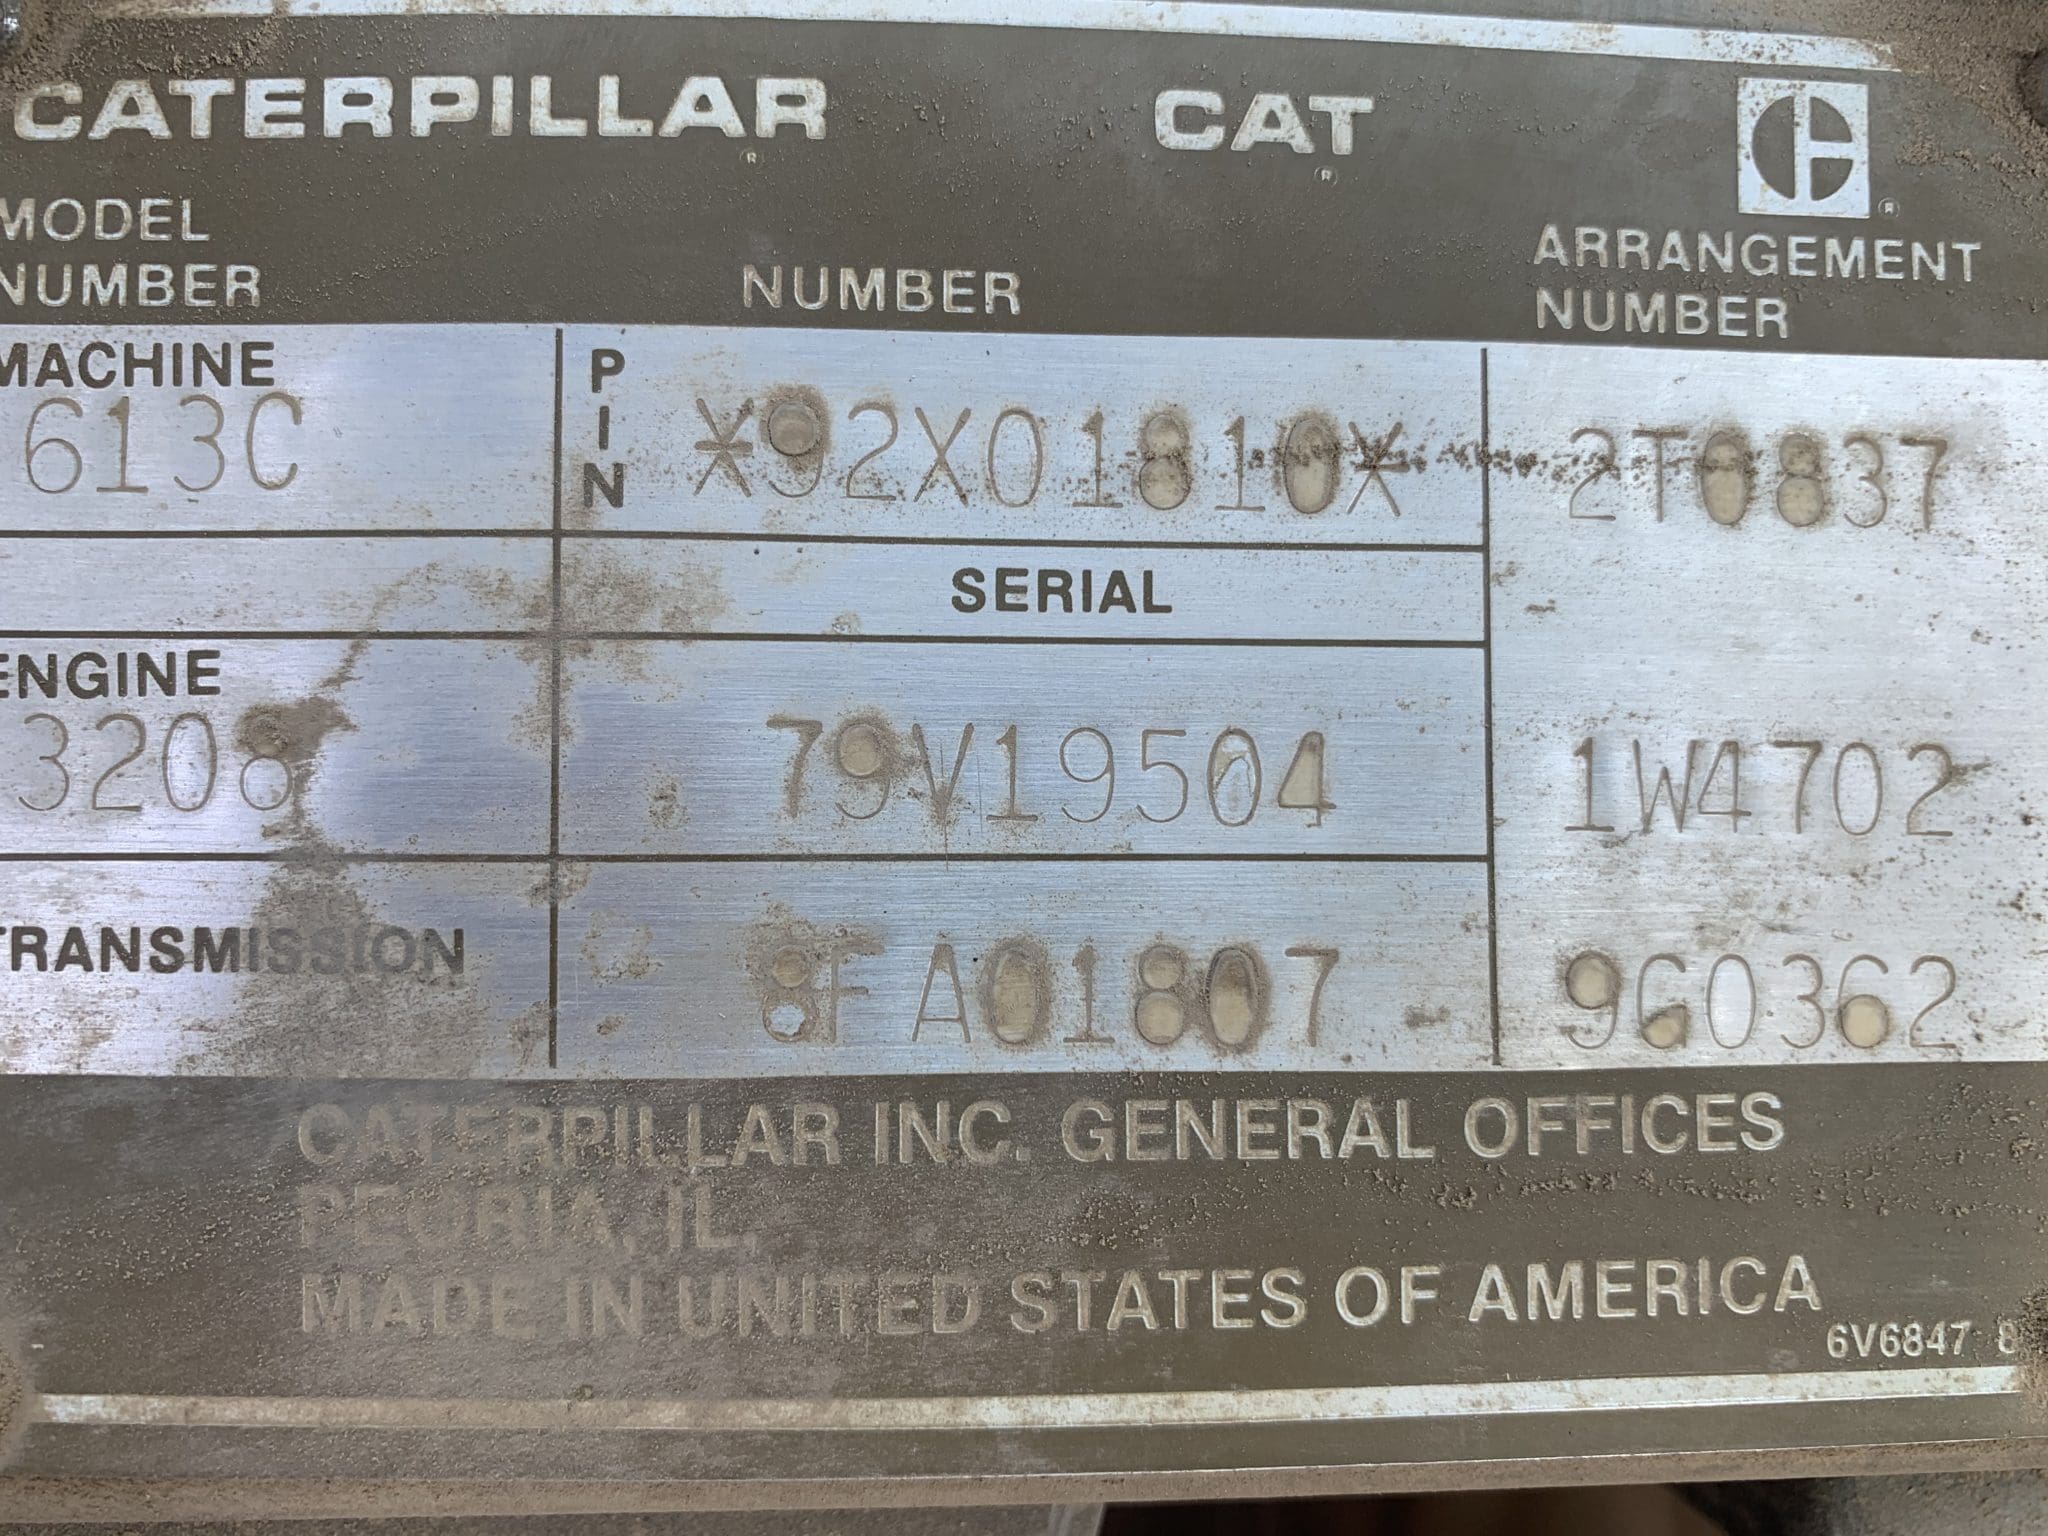 CATERPILLAR® CAT® ®
MODEL NUMBER NUMBER ARRANGEMENT NUMBER
MACHINE
613C PIN *92X01810* 2T0837
SERIAL
ENGINE
3208 79V19504 1W4702
TRANSMISSION 8FA01807 9G0362
CATERPILLAR INC. GENERAL OFFICES
PEORIA, IL.
MADE IN UNITED STATES OF AMERICA
6V6847 8